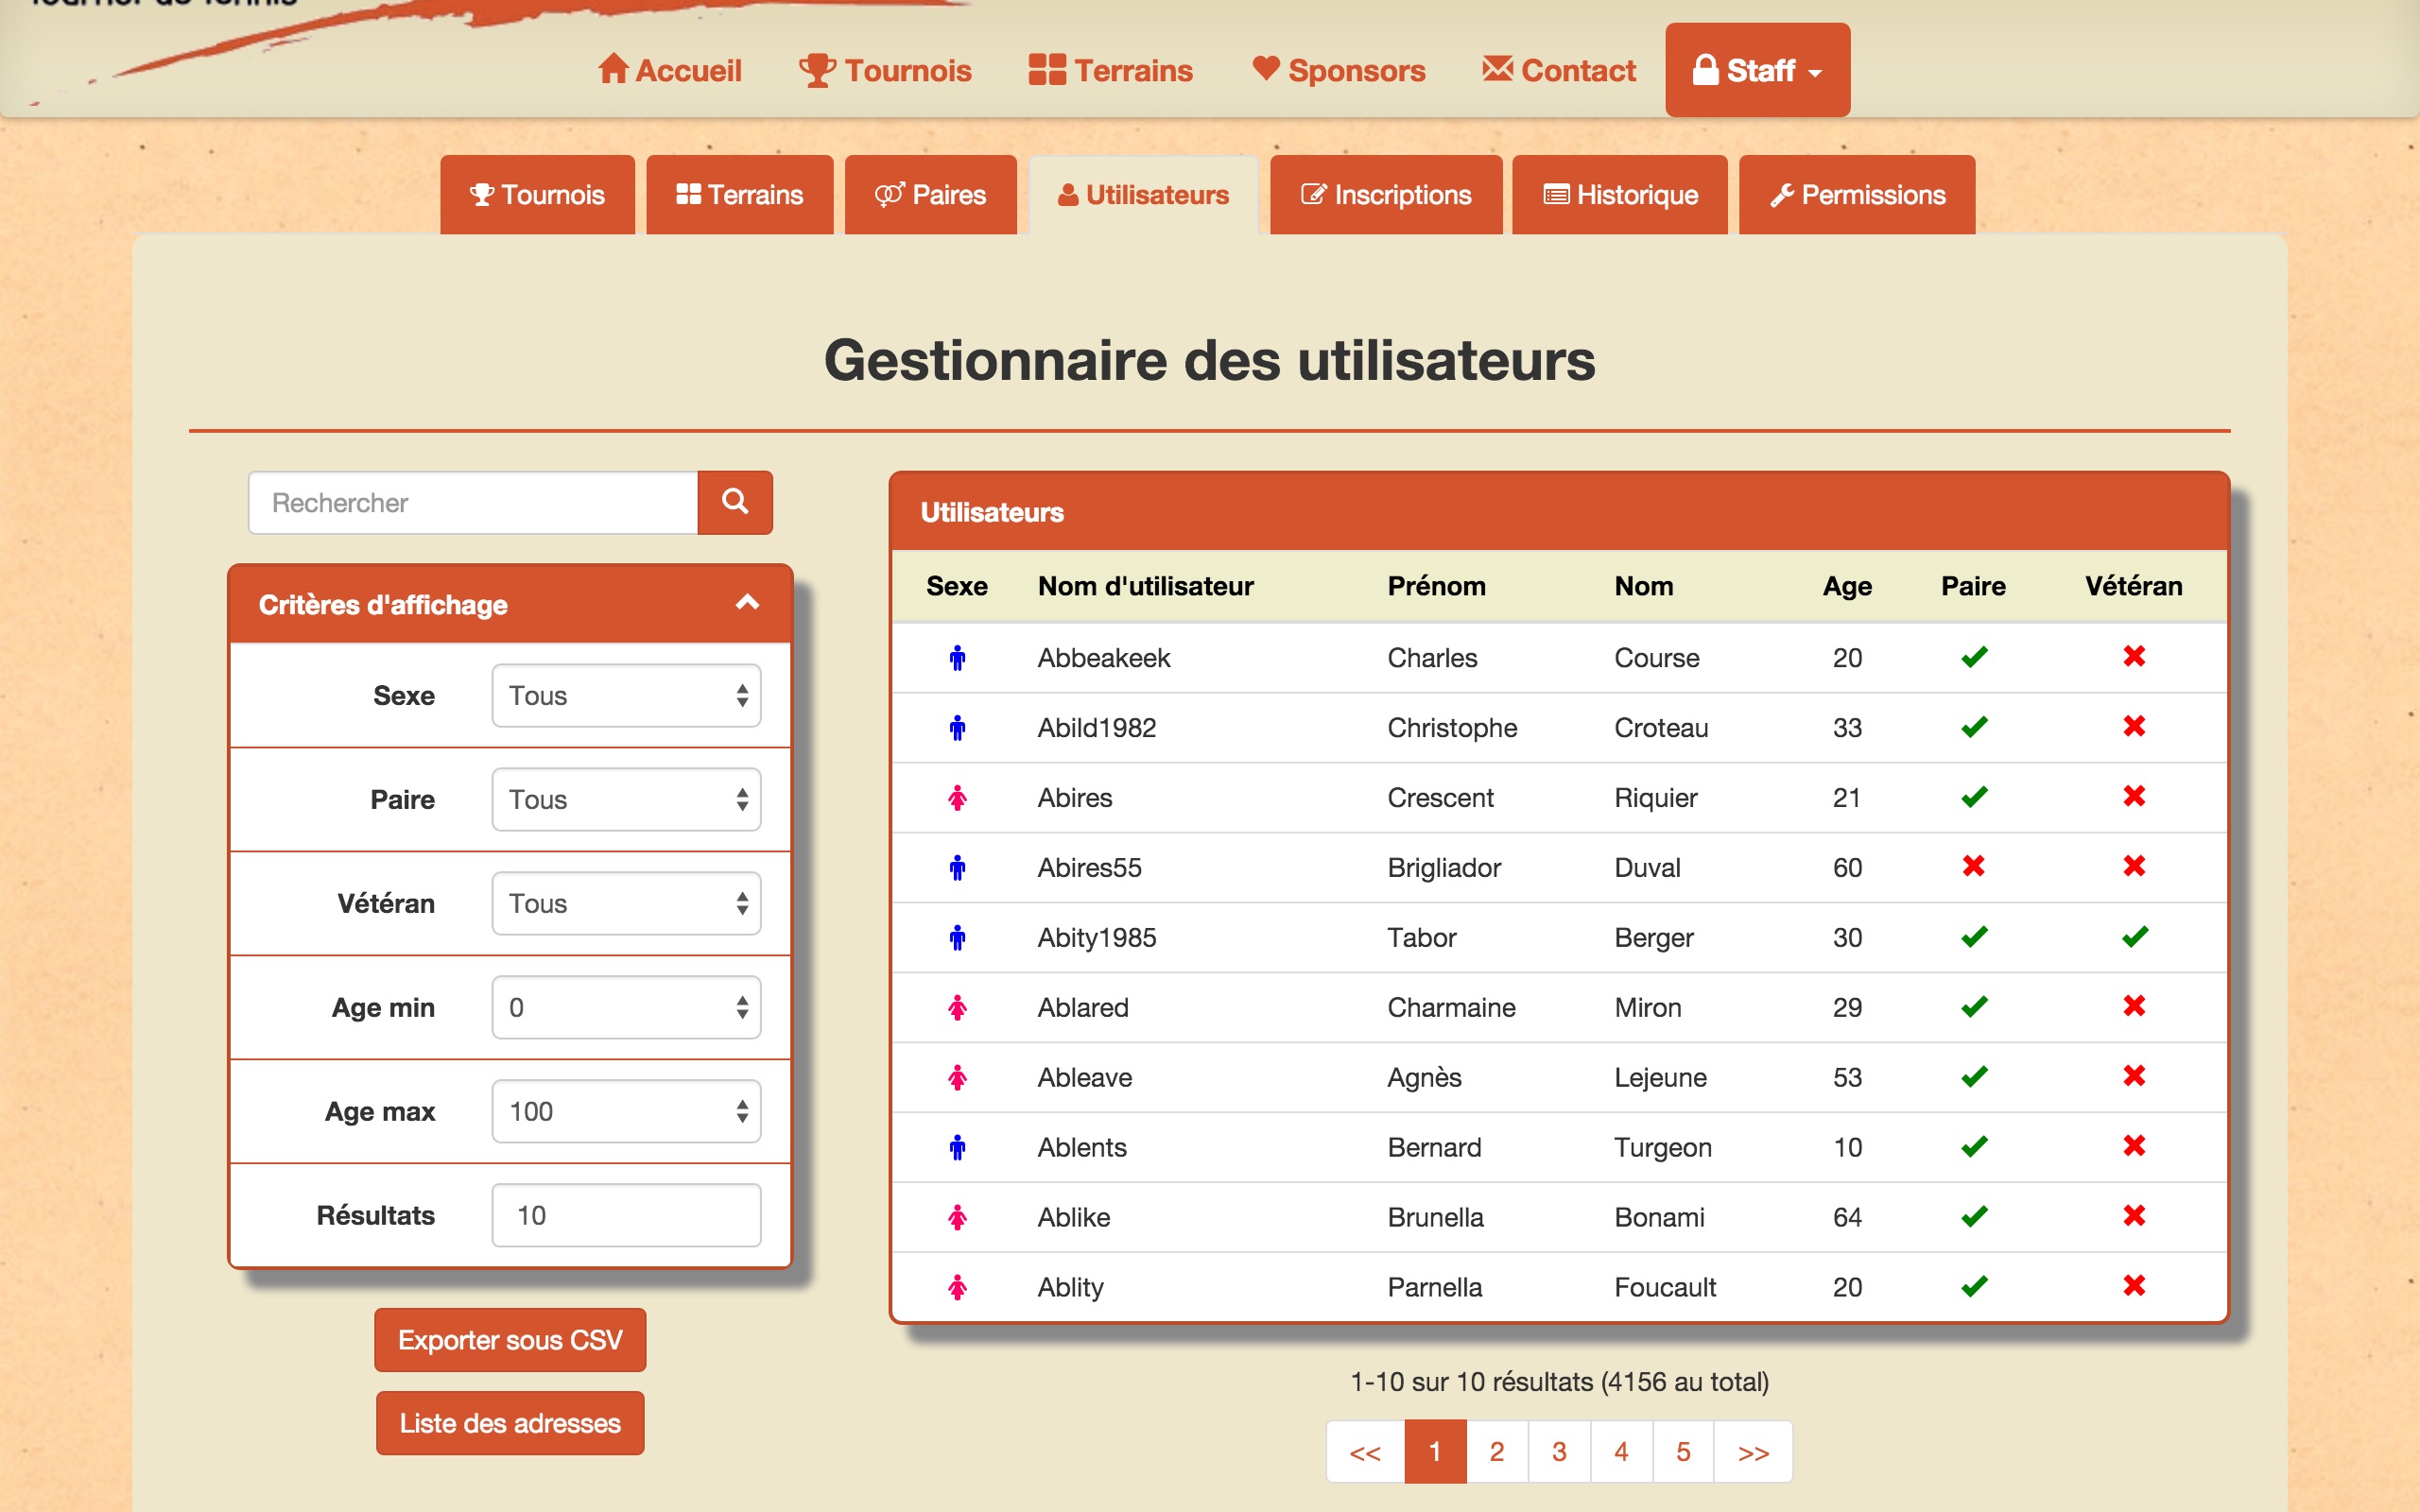 Tournoi de Tennis
Accueil Tournois Terrains Sponsors Contact Staff
Tournois Terrains Paires Utilisateurs Inscriptions Historique Permissions
Gestionnaire des utilisateurs
Rechercher
Critères d'affichage
Sexe Tous
Paire Tous
Vétéran Tous
Age min 0
Age max 100
Résultats 10
Exporter sous CSV
Liste des adresses
Utilisateurs
Sexe Nom d'utilisateur Prénom Nom Age Paire Vétéran
Abbeakeek Charles Course 20
Abild1982 Christophe Croteau 33
Abires Crescent Riquier 21
Abires55 Brigliador Duval 60
Abity1985 Tabor Berger 30
Ablared Charmaine Miron 29
Ableave Agnès Lejeune 53
Ablents Bernard Turgeon 10
Ablike Brunella Bonami 64
Ablity Parnella Foucault 20
1-10 sur 10 résultats (4156 au total)
<< 1 2 3 4 5 >>